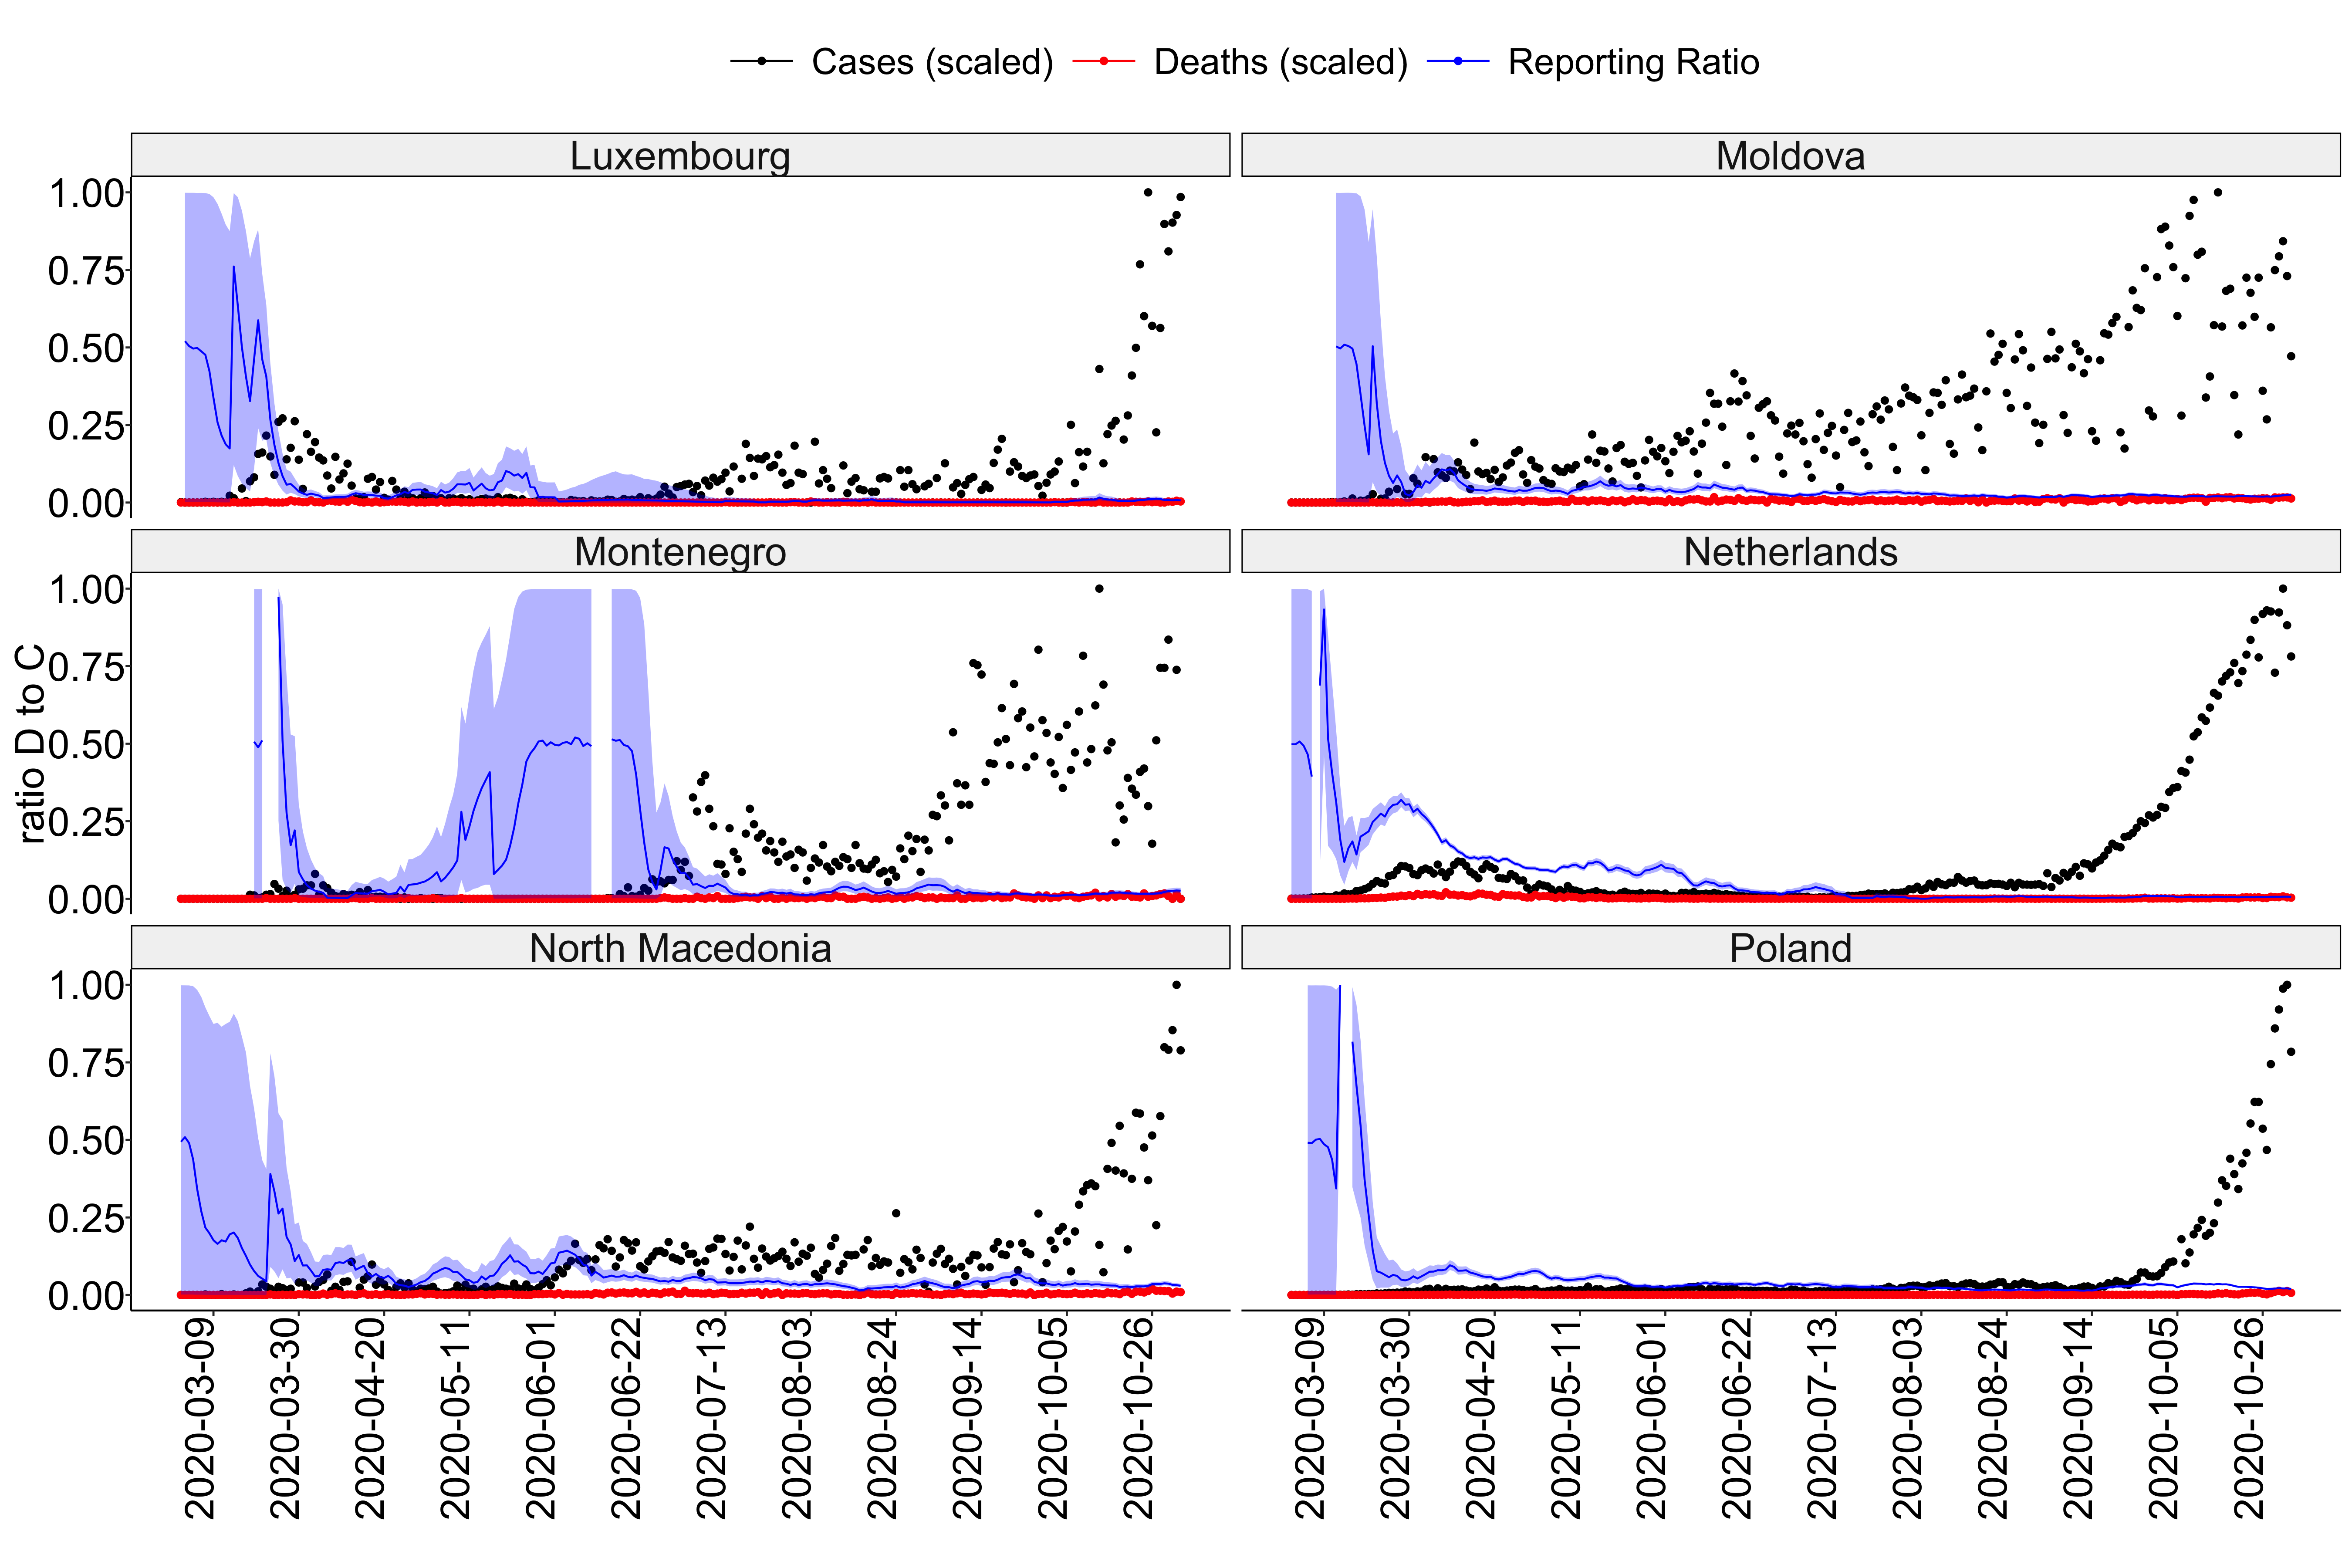 Cases (scaled) Deaths (scaled) Reporting Ratio
Luxembourg Moldova
1.00
0.75
0.50
0.25
0.00
Montenegro Netherlands
1.00
0.75
0.50
0.25
0.00
ratio D to C
North Macedonia Poland
1.00
0.75
0.50
0.25
0.00
2020-03-09 2020-03-30 2020-04-20 2020-05-11 2020-06-01 2020-06-22 2020-07-13 2020-08-03 2020-08-24 2020-09-14 2020-10-05 2020-10-26 2020-03-09 2020-03-30 2020-04-20 2020-05-11 2020-06-01 2020-06-22 2020-07-13 2020-08-03 2020-08-24 2020-09-14 2020-10-05 2020-10-26